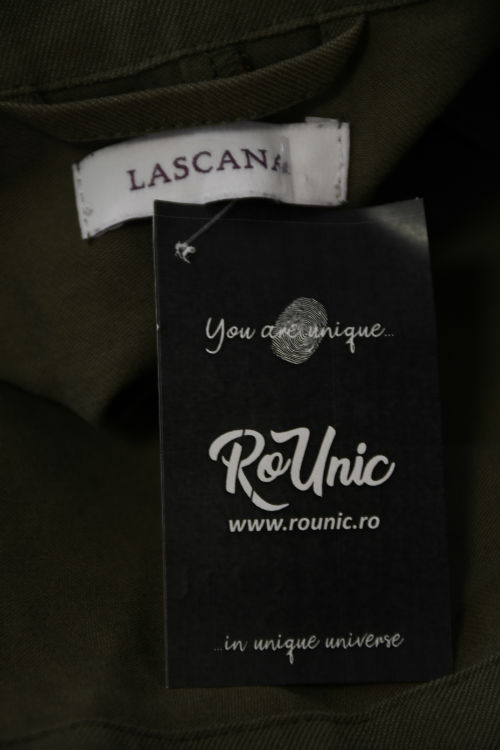 LASCANA
You are unique...
RoUnic
www.rounic.ro
...in unique universe